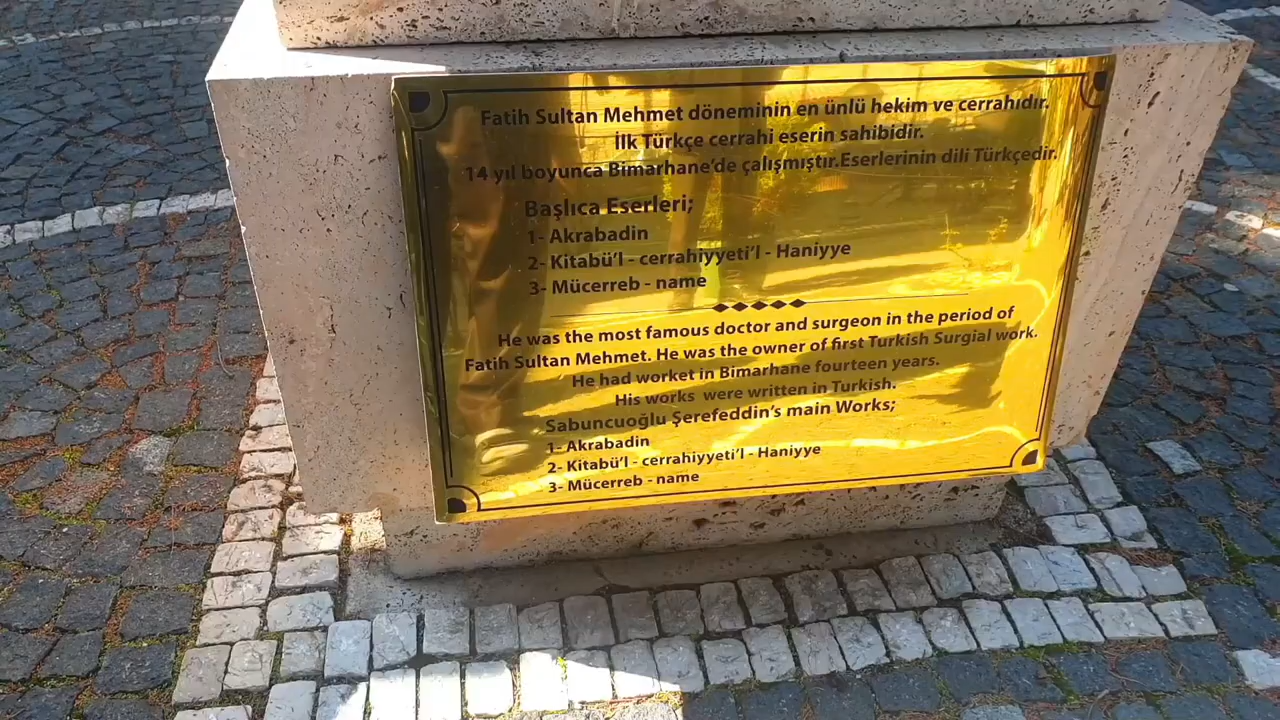 Fatih Sultan Mehmet döneminin en ünlü hekim ve cerrahıdır.
İlk Türkçe cerrahi eserin sahibidir.
14 yıl boyunca Bimarhane'de çalışmıştır.Eserlerinin dili Türkçedir.
Başlıca Eserleri;
1- Akrabadin
2- Kitabü'l - cerrahiyyeti'l - Haniyye
3- Mücerreb - name
He was the most famous doctor and surgeon in the period of
Fatih Sultan Mehmet. He was the owner of first Turkish Surgial work.
He had worket in Bimarhane fourteen years.
His works were written in Turkish.
Sabuncuoğlu Şerefeddin's main Works;
1- Akrabadin
2- Kitabü'l - cerrahiyyeti'l - Haniyye
3- Mücerreb - name